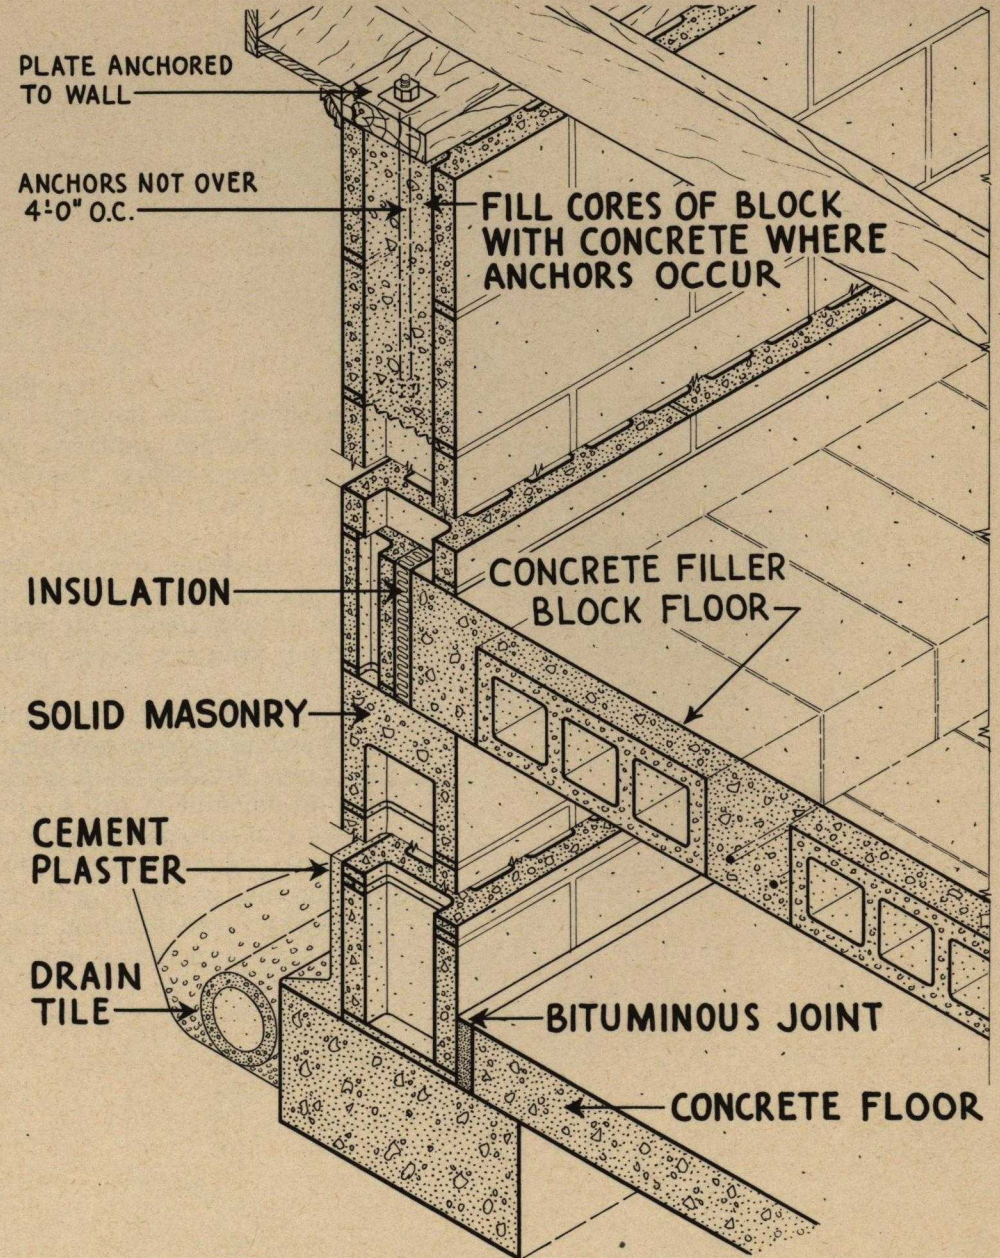 PLATE ANCHORED
TO WALL
ANCHORS NOT OVER
4'-0" O.C.
FILL CORES OF BLOCK
WITH CONCRETE WHERE
ANCHORS OCCUR
INSULATION
CONCRETE FILLER
BLOCK FLOOR
SOLID MASONRY
CEMENT
PLASTER
DRAIN
TILE
BITUMINOUS JOINT
CONCRETE FLOOR